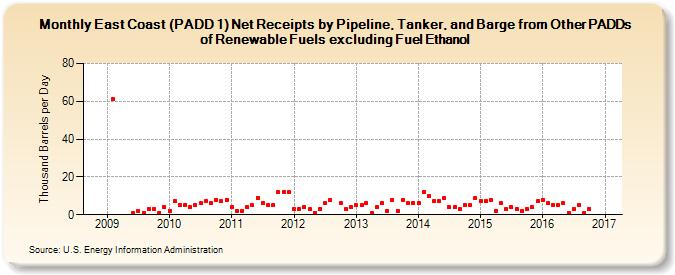 Monthly East Coast (PADD 1) Net Receipts by Pipeline, Tanker, and Barge from Other PADDs
of Renewable Fuels excluding Fuel Ethanol
Thousand Barrels per Day
80
60
40
20
0
2009 2010 2011 2012 2013 2014 2015 2016 2017
Source: U.S. Energy Information Administration